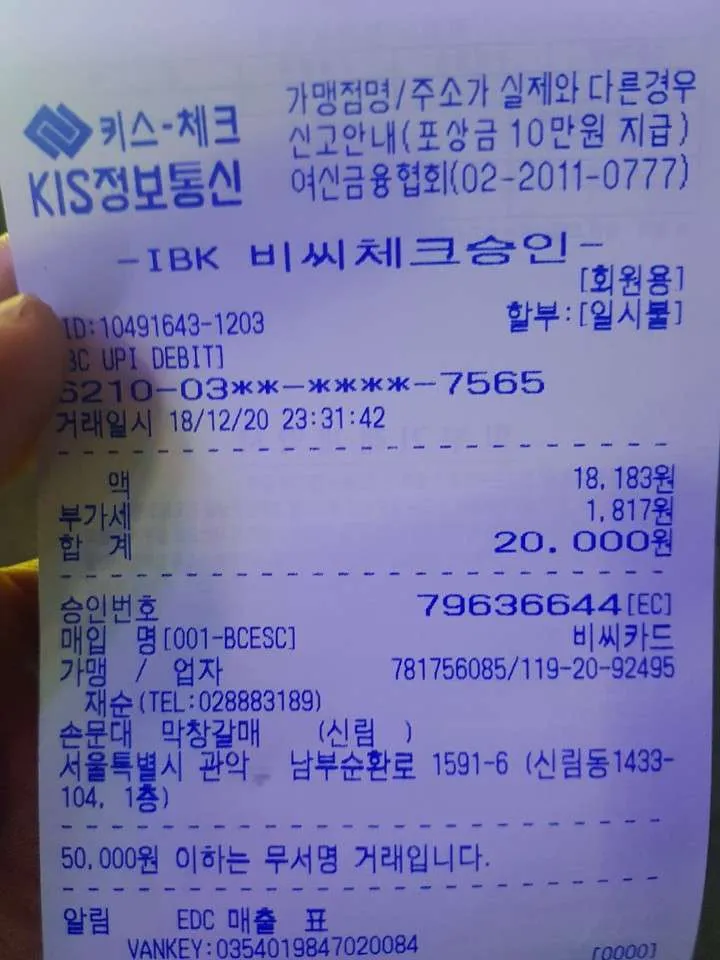 키스-체크
KIS정보통신
가맹점명/주소가 실제와 다른경우
신고안내(포상금 10만원 지급)
여신금융협회(02-2011-0777)
-IBK 비씨체크승인-
[회원용]
ID:10491643-1203
할부:[일시불]
BC UPI DEBIT]
6210-03**-****-7565
거래일시 18/12/20 23:31:42
액 18,183원
부가세 1,817원
합 계 20.000원
승인번호 79636644[EC]
매입 명[001-BCESC] 비씨카드
가맹 / 업자 781756085/119-20-92495
재순(TEL:028883189)
손문대 막창갈매 (신림 )
서울특별시 관악 남부순환로 1591-6 (신림동1433-
104, 1층)
50,000원 이하는 무서명 거래입니다.
알림 EDC 매출 표
VANKEY:0354019847020084 [0000]